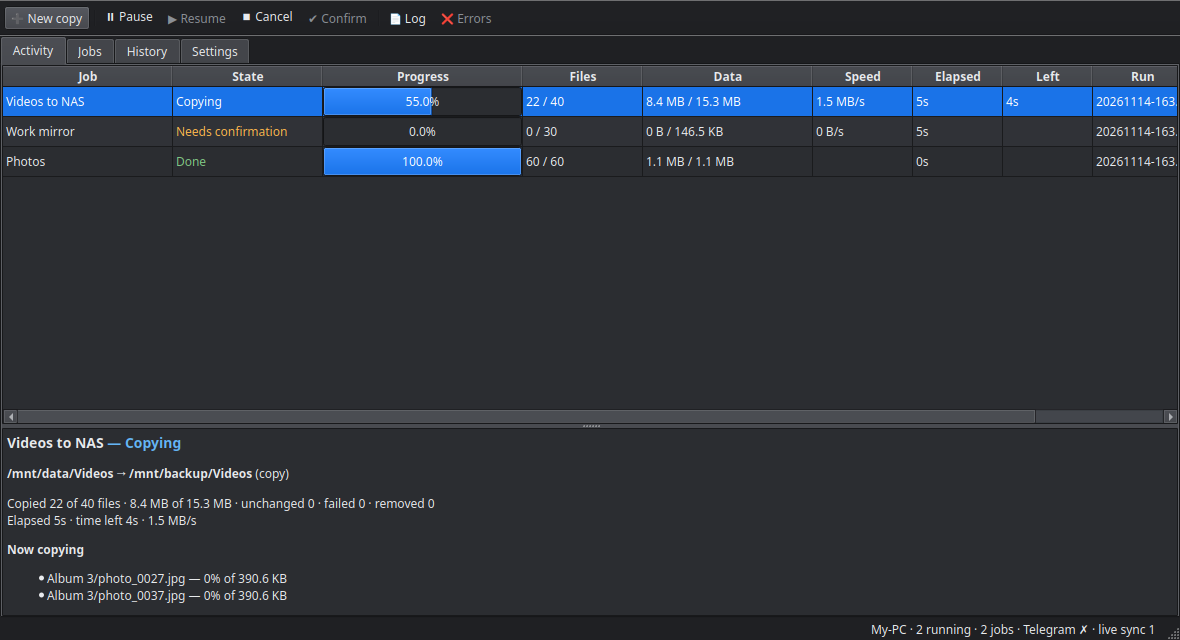 New copy Pause Resume Cancel Confirm Log Errors
Activity Jobs History Settings
Job State Progress Files Data Speed Elapsed Left Run
Videos to NAS Copying 55.0% 22 / 40 8.4 MB / 15.3 MB 1.5 MB/s 5s 4s 20261114-163.
Work mirror Needs confirmation 0.0% 0 / 30 0 B / 146.5 KB 0 B/s 5s 20261114-163.
Photos Done 100.0% 60 / 60 1.1 MB / 1.1 MB 0s 20261114-163.
Videos to NAS — Copying
/mnt/data/Videos → /mnt/backup/Videos (copy)
Copied 22 of 40 files · 8.4 MB of 15.3 MB · unchanged 0 · failed 0 · removed 0
Elapsed 5s · time left 4s · 1.5 MB/s
Now copying
• Album 3/photo_0027.jpg — 0% of 390.6 KB
• Album 3/photo_0037.jpg — 0% of 390.6 KB
My-PC · 2 running · 2 jobs · Telegram ✗ · live sync 1